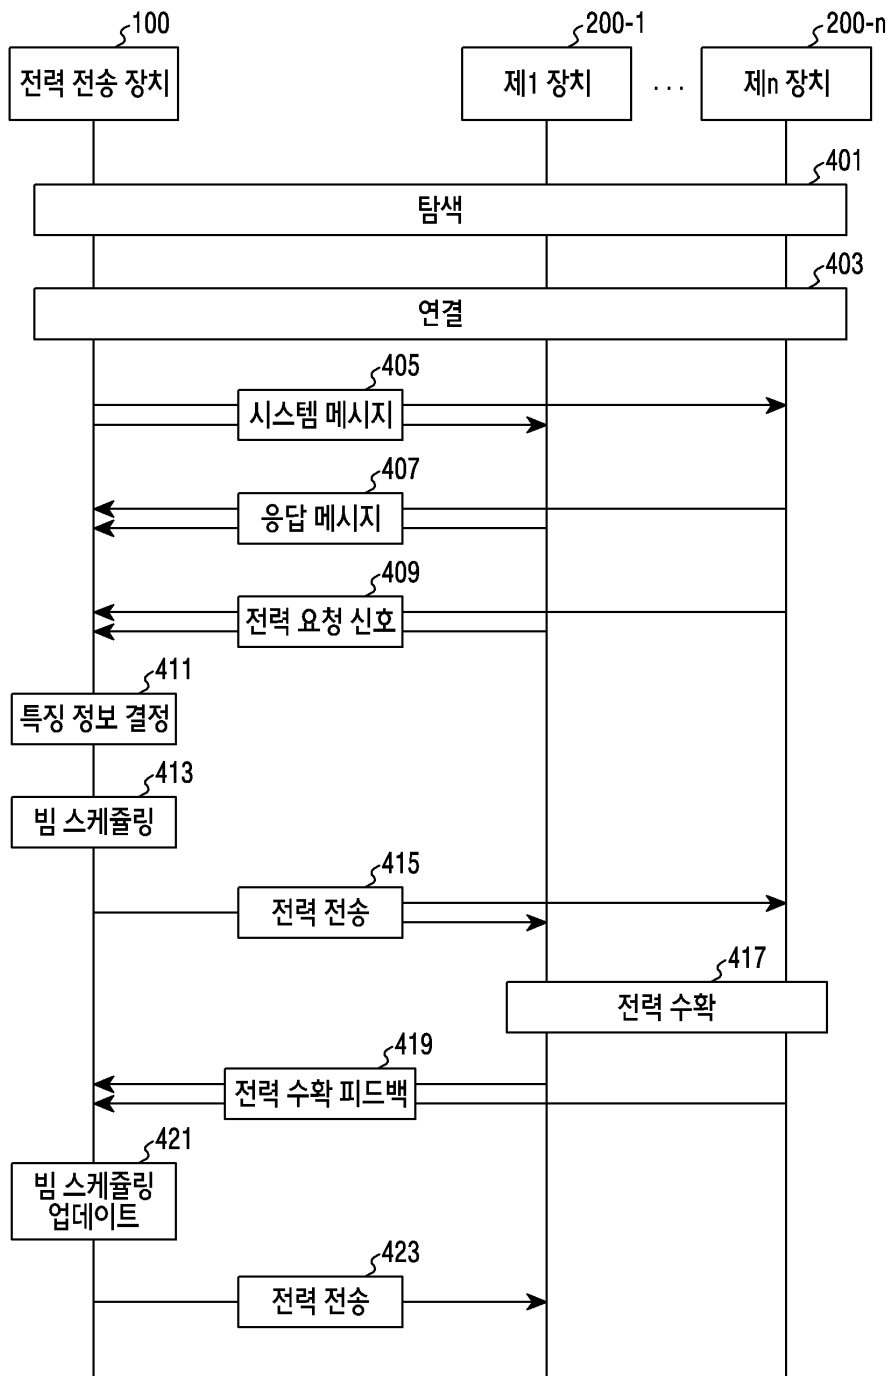 100
200-1
200-n
전력 전송 장치
제1 장치
...
제n 장치
401
탐색
403
연결
405
시스템 메시지
407
응답 메시지
409
전력 요청 신호
411
특징 정보 결정
413
빔 스케쥴링
415
전력 전송
417
전력 수확
419
전력 수확 피드백
421
빔 스케쥴링
업데이트
423
전력 전송